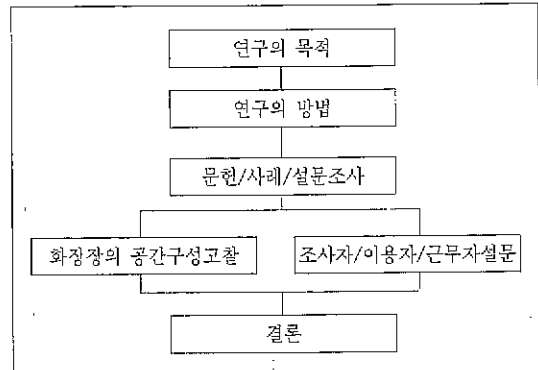 연구의 목적
연구의 방법
문헌/사례/설문조사
화장장의 공간구성고찰
조사자/이용자/근무자설문
결론